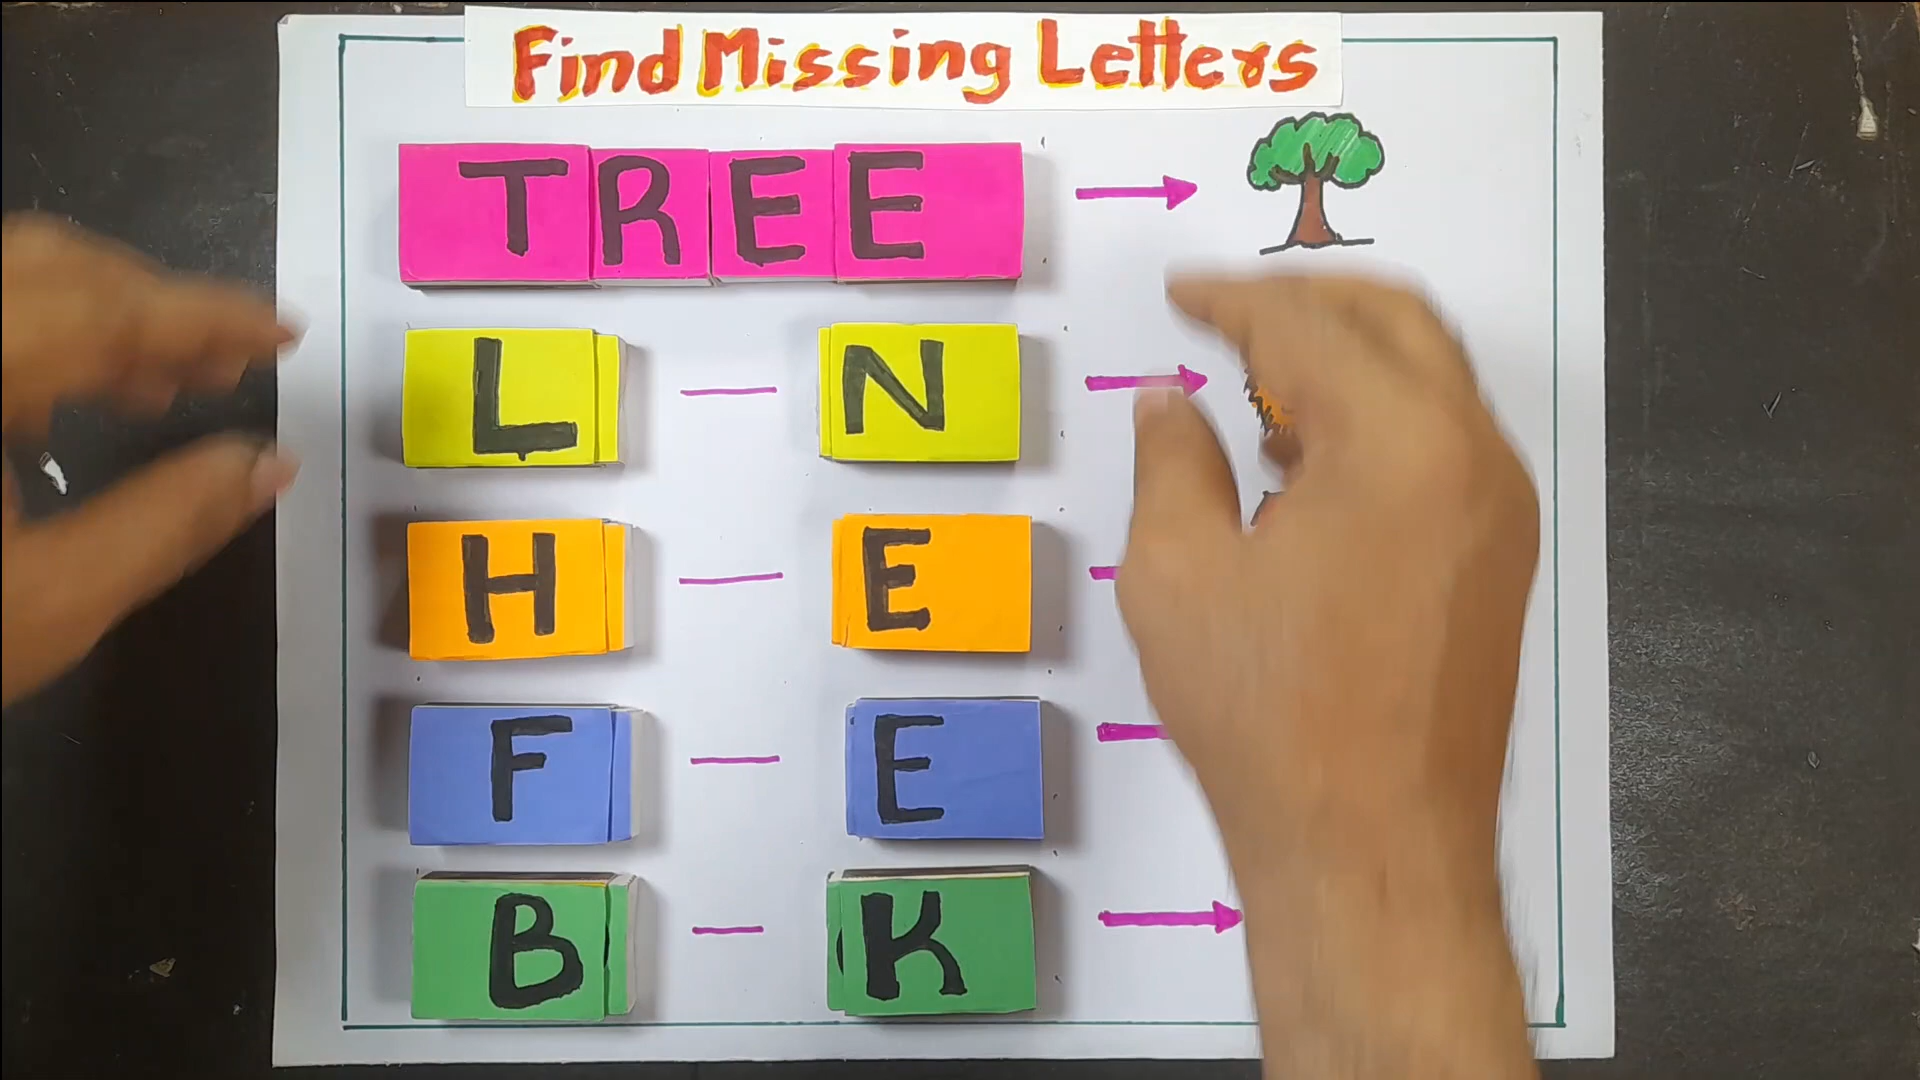 Find Missing Letters
TREE
L — N
H — E
F — E
B — K